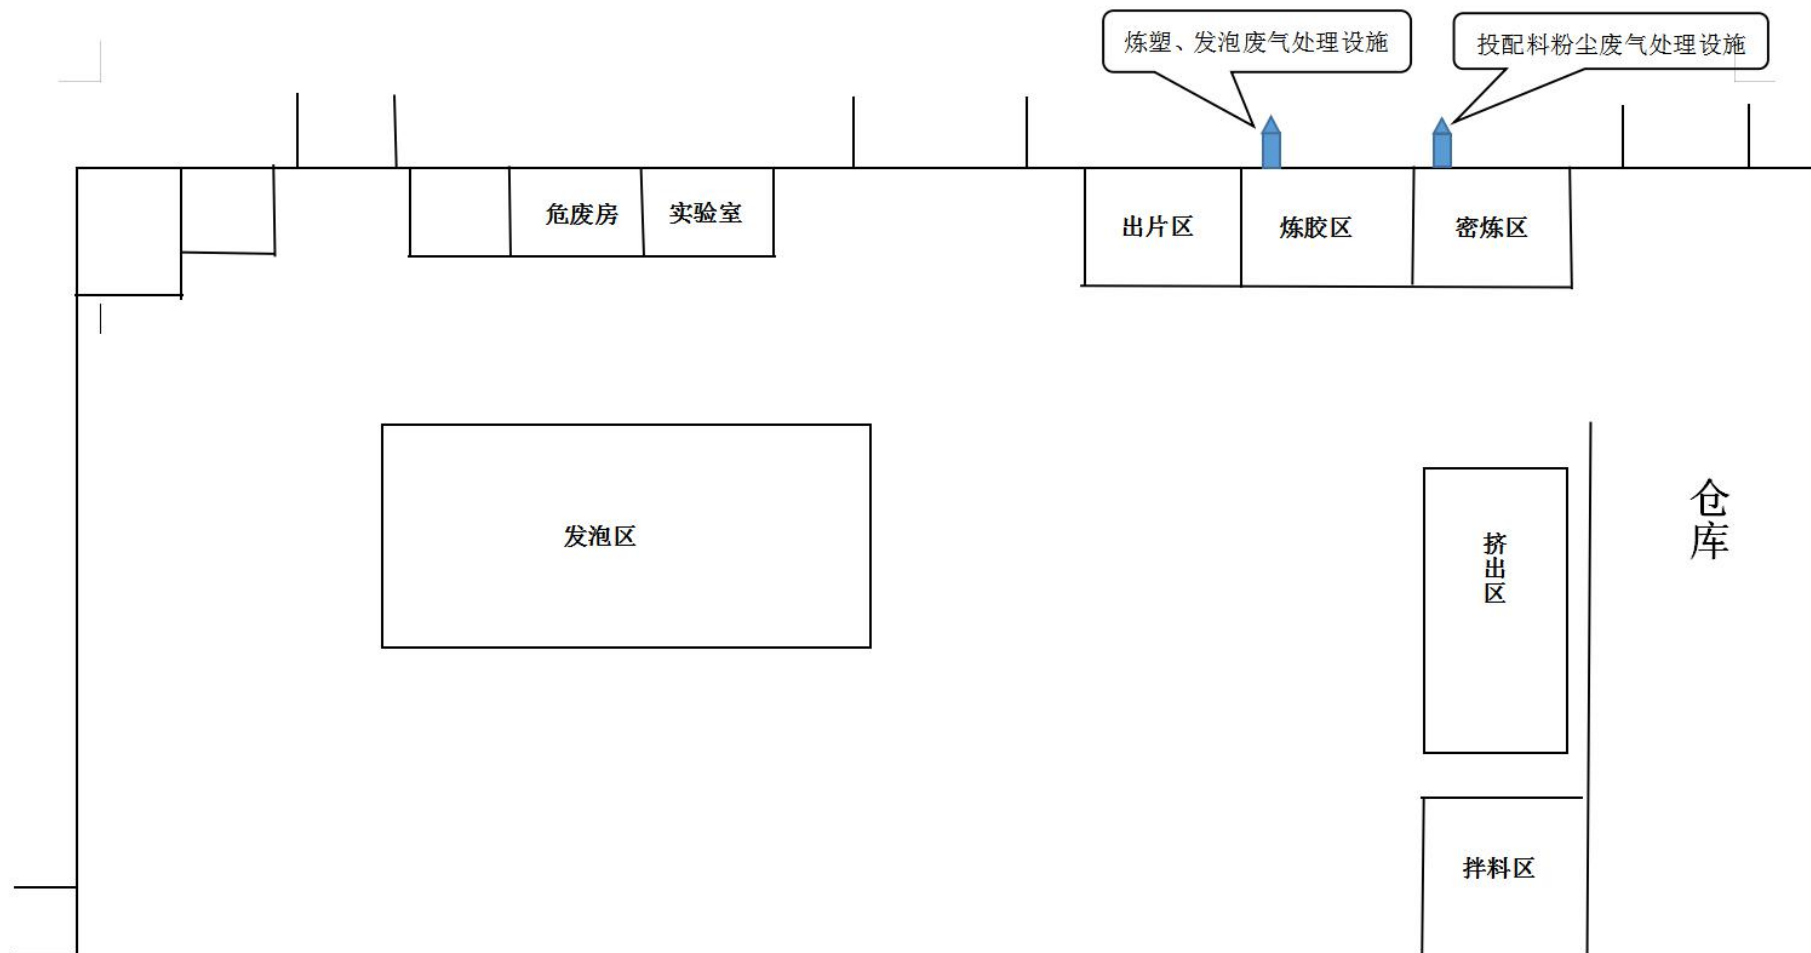 炼塑、发泡废气处理设施
投配料粉尘废气处理设施
危废房
实验室
出片区
炼胶区
密炼区
发泡区
挤出区
仓库
拌料区